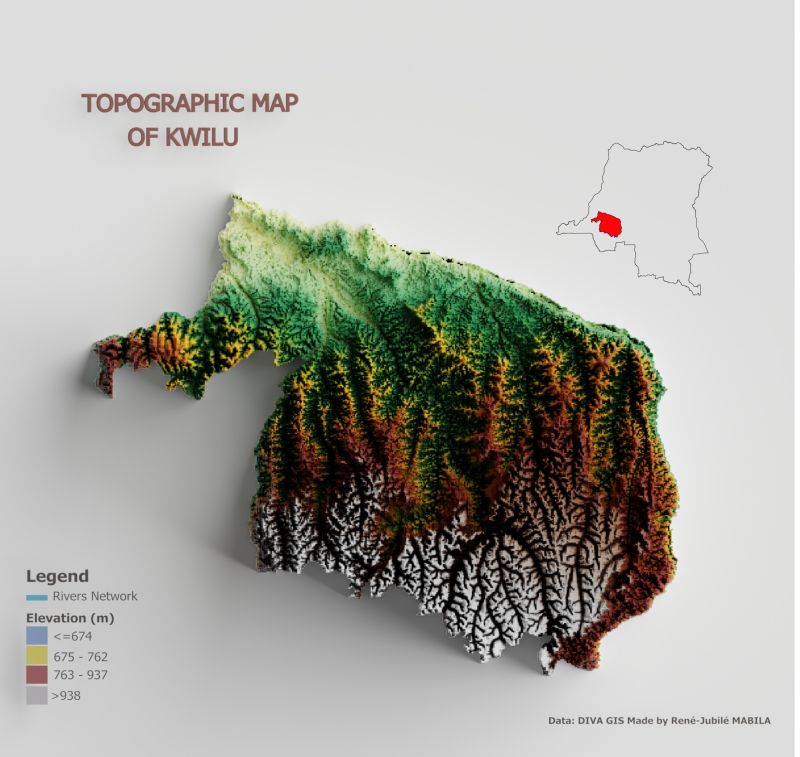 TOPOGRAPHIC MAP
OF KWILU
Legend
Rivers Network
Elevation (m)
<=674
675 - 762
763 - 937
>938
Data: DIVA GIS Made by René-Jubilé MABILA